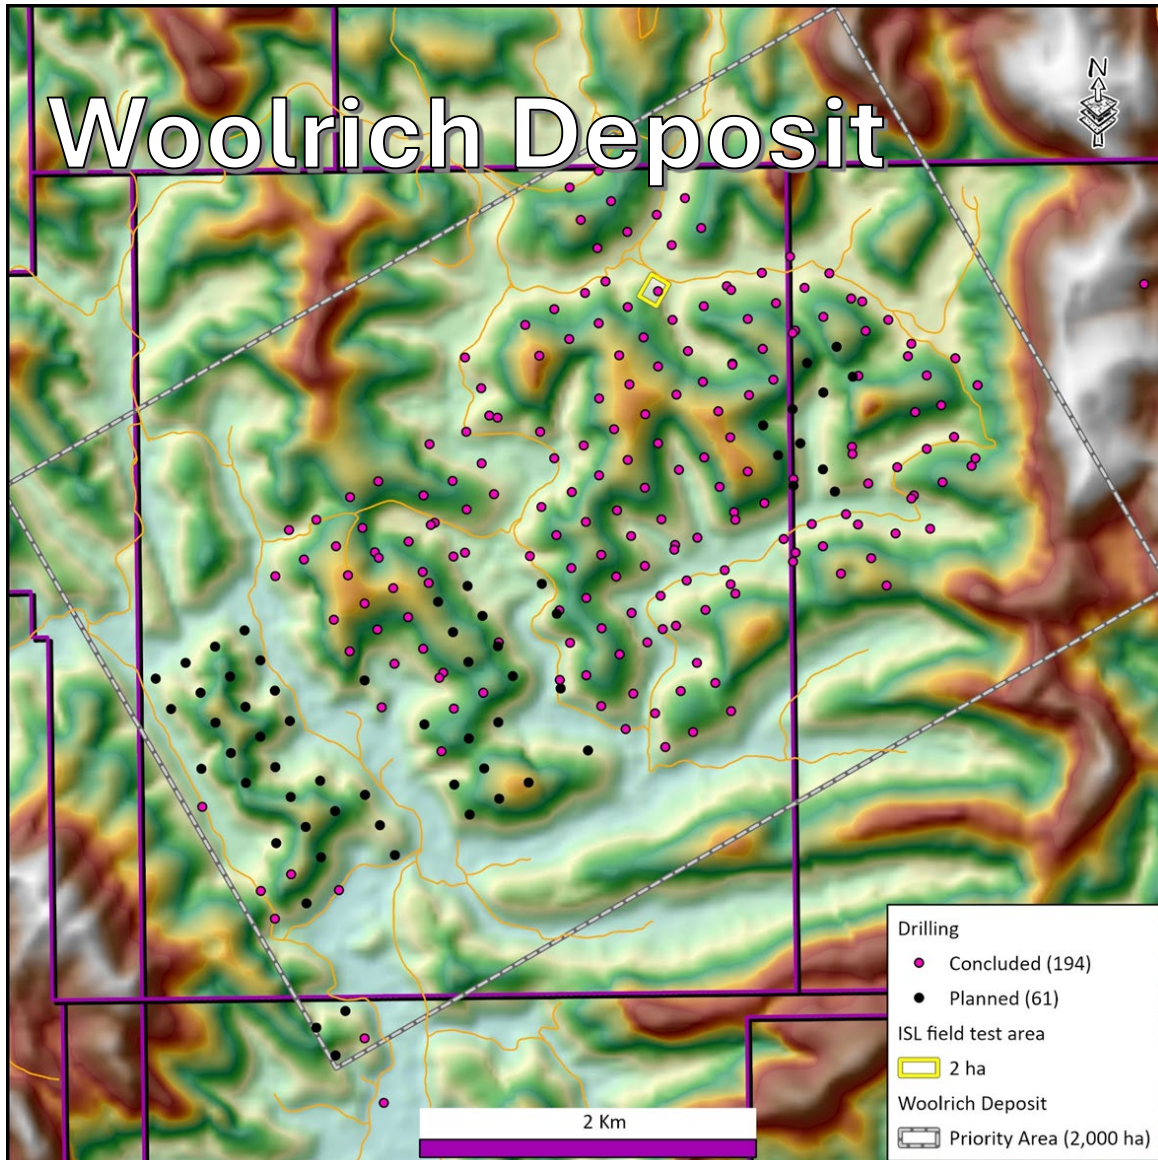 Woolrich Deposit
N
Drilling
Concluded (194)
Planned (61)
ISL field test area
2 ha
Woolrich Deposit
Priority Area (2,000 ha)
2 Km